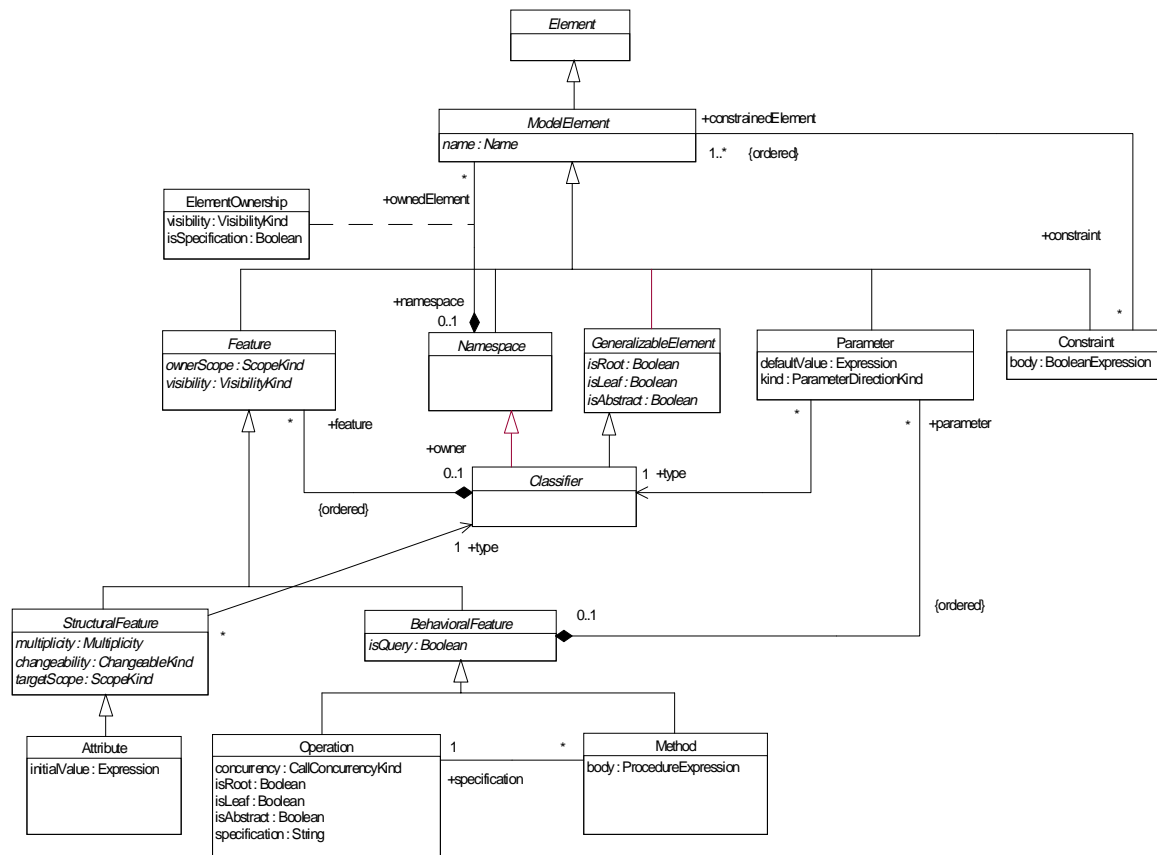 Element
ModelElement
name : Name
+constrainedElement
1..* {ordered}
*
+ownedElement
ElementOwnership
visibility : VisibilityKind
isSpecification : Boolean
+constraint
*
+namespace
0..1
Feature
ownerScope : ScopeKind
visibility : VisibilityKind
Namespace
GeneralizableElement
isRoot : Boolean
isLeaf : Boolean
isAbstract : Boolean
Parameter
defaultValue : Expression
kind : ParameterDirectionKind
Constraint
body : BooleanExpression
*
+feature
+owner
0..1
{ordered}
Classifier
1 +type
*
*
+parameter
1 +type
{ordered}
StructuralFeature
multiplicity : Multiplicity
changeability : ChangeableKind
targetScope : ScopeKind
*
BehavioralFeature
isQuery : Boolean
0..1
Attribute
initialValue : Expression
Operation
concurrency : CallConcurrencyKind
isRoot : Boolean
isLeaf : Boolean
isAbstract : Boolean
specification : String
1
*
+specification
Method
body : ProcedureExpression